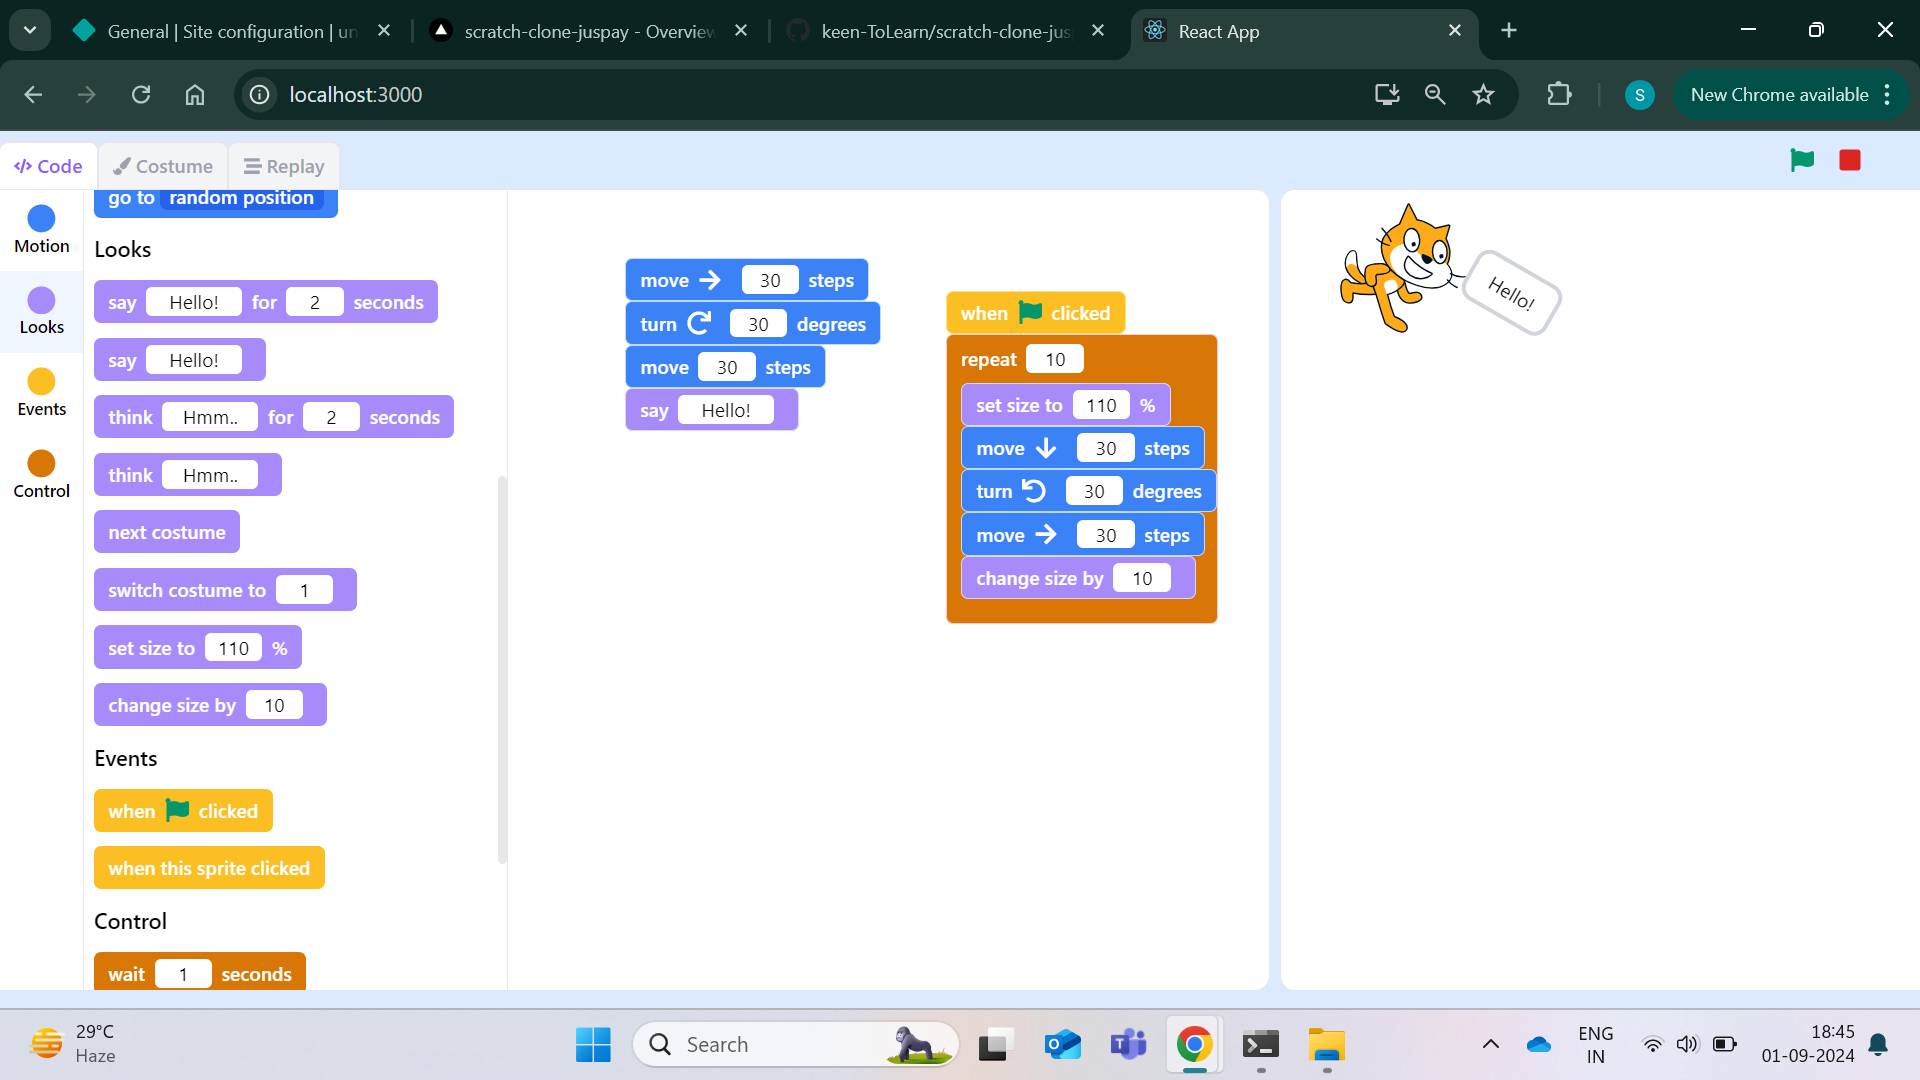 General | Site configuration | un
scratch-clone-juspay - Overview
keen-ToLearn/scratch-clone-jus
React App
localhost:3000
S
New Chrome available
</> Code
Costume
Replay
Motion
Looks
Events
Control
go to random position
Looks
say Hello! for 2 seconds
say Hello!
think Hmm.. for 2 seconds
think Hmm..
next costume
switch costume to 1
set size to 110 %
change size by 10
Events
when clicked
when this sprite clicked
Control
wait 1 seconds
move 30 steps
turn 30 degrees
move 30 steps
say Hello!
when clicked
repeat 10
set size to 110 %
move 30 steps
turn 30 degrees
move 30 steps
change size by 10
Hello!
29°C
Haze
Search
ENG
IN
18:45
01-09-2024